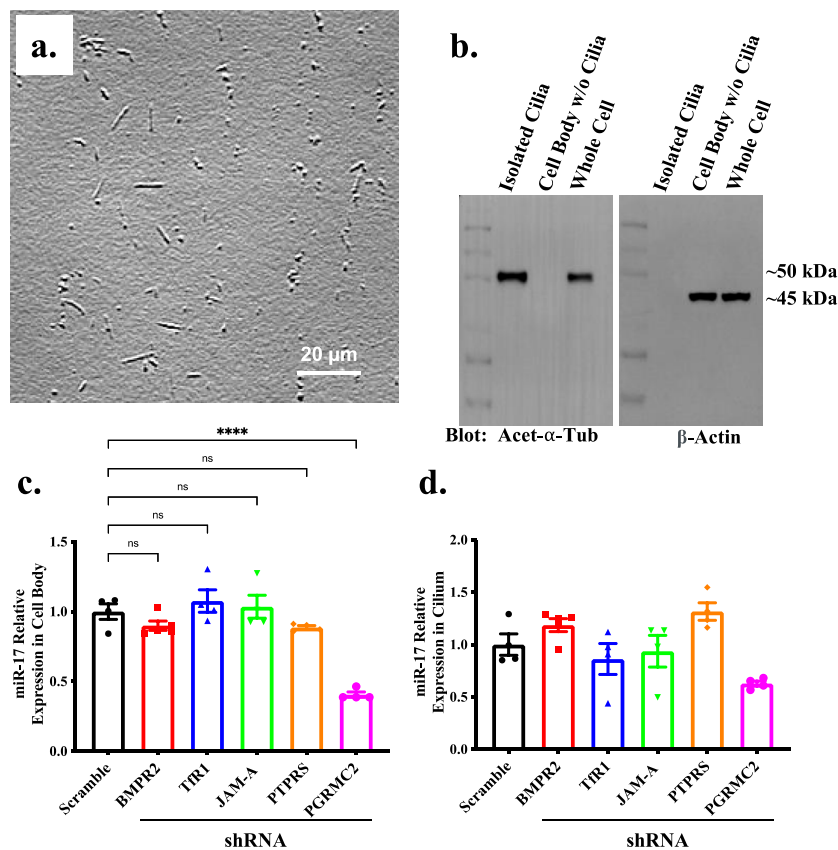 a.
20 µm
b.
Isolated Cilia
Cell Body w/o Cilia
Whole Cell
Isolated Cilia
Cell Body w/o Cilia
Whole Cell
~50 kDa
~45 kDa
Blot: Acet-α-Tub
β-Actin
c.
****
ns
ns
ns
ns
miR-17 Relative
Expression in Cell Body
1.5
1.0
0.5
0.0
Scramble
BMPR2
TfR1
JAM-A
PTPRS
PGRMC2
shRNA
d.
miR-17 Relative
Expression in Cilium
2.0
1.5
1.0
0.5
0.0
Scramble
BMPR2
TfR1
JAM-A
PTPRS
PGRMC2
shRNA